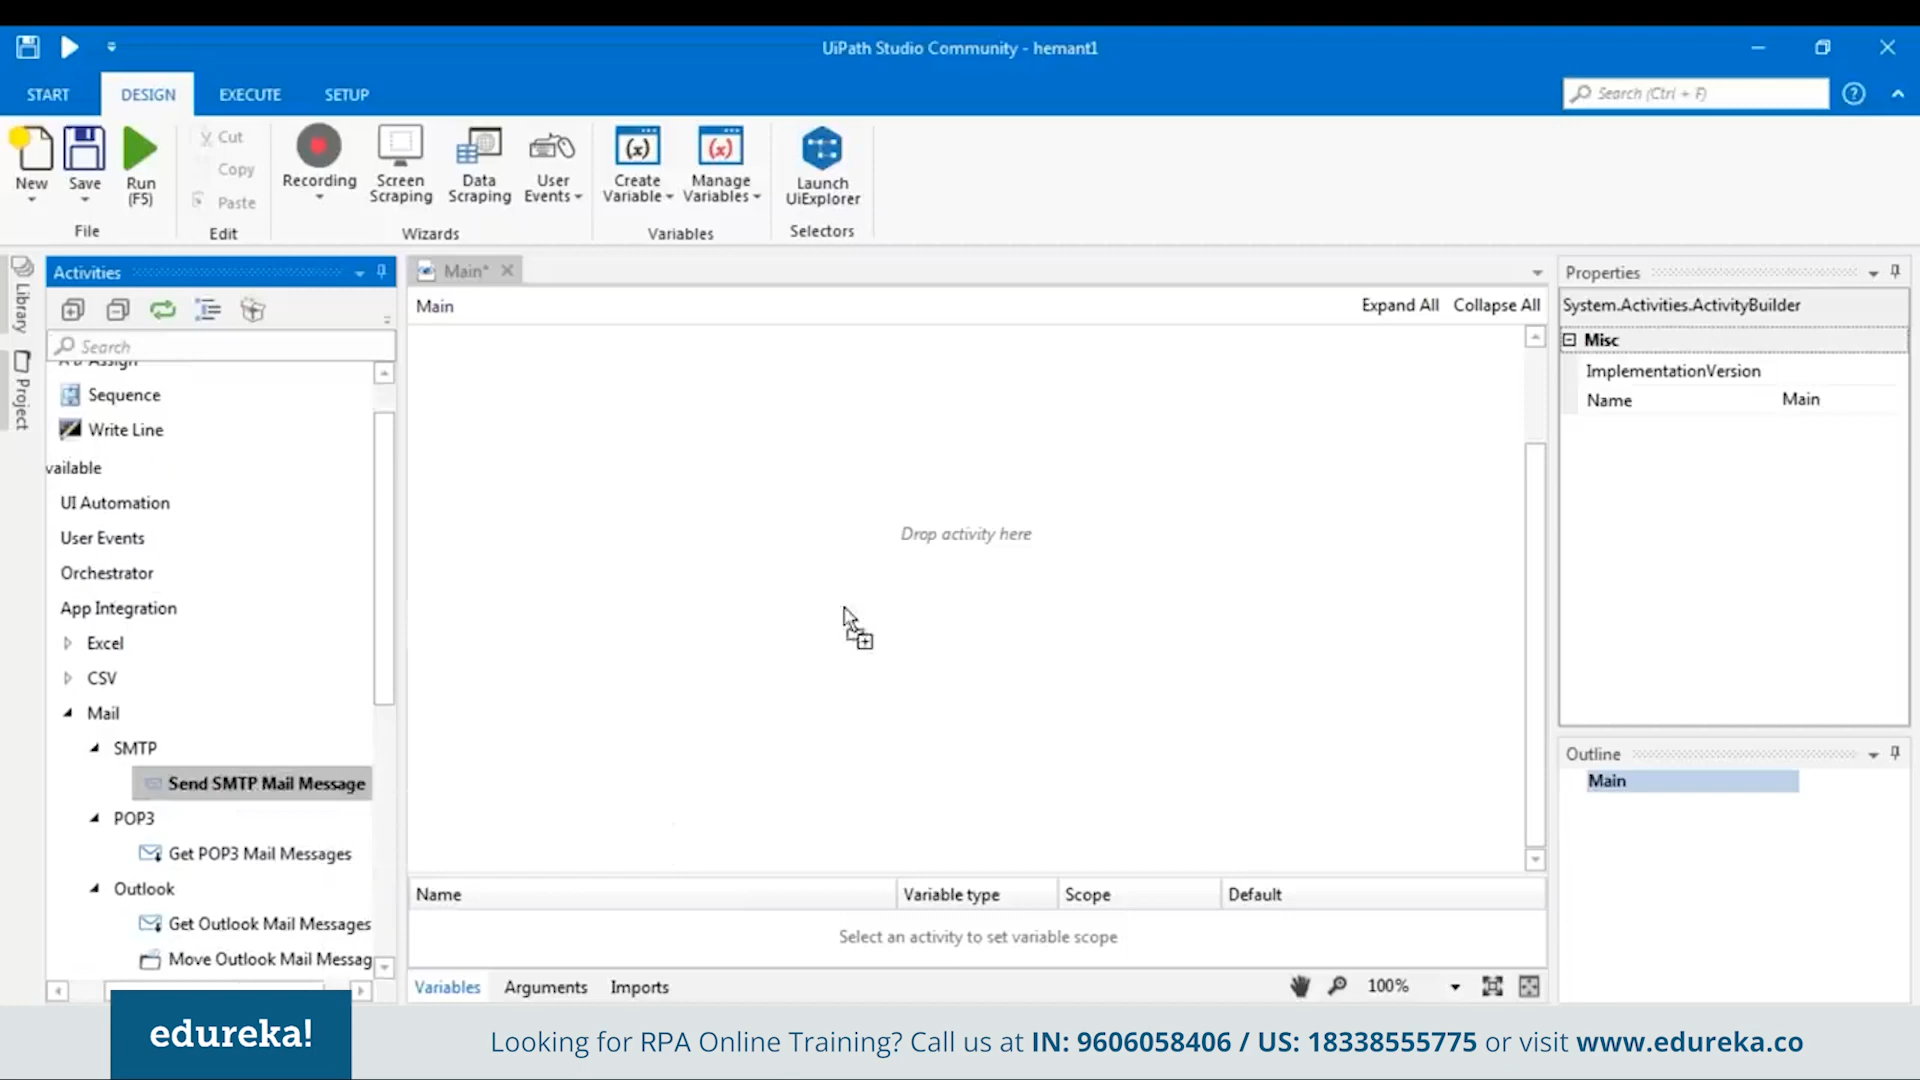 UiPath Studio Community - hemant1
START DESIGN EXECUTE SETUP
Search (Ctrl + F)
New
Save
Run
(F5)
File
Cut
Copy
Paste
Edit
Recording
Screen
Scraping
Data
Scraping
User
Events
Wizards
Create
Variable
Manage
Variables
Variables
Launch
UiExplorer
Selectors
Library
Project
Activities
Search
Assign
Sequence
Write Line
vailable
UI Automation
User Events
Orchestrator
App Integration
Excel
CSV
Mail
SMTP
Send SMTP Mail Message
POP3
Get POP3 Mail Messages
Outlook
Get Outlook Mail Messages
Move Outlook Mail Messag
Main*
Main
Expand All Collapse All
Drop activity here
Name Variable type Scope Default
Select an activity to set variable scope
Variables Arguments Imports
100%
Properties
System.Activities.ActivityBuilder
Misc
ImplementationVersion
Name Main
Outline
Main
edureka!
Looking for RPA Online Training? Call us at IN: 9606058406 / US: 18338555775 or visit www.edureka.co